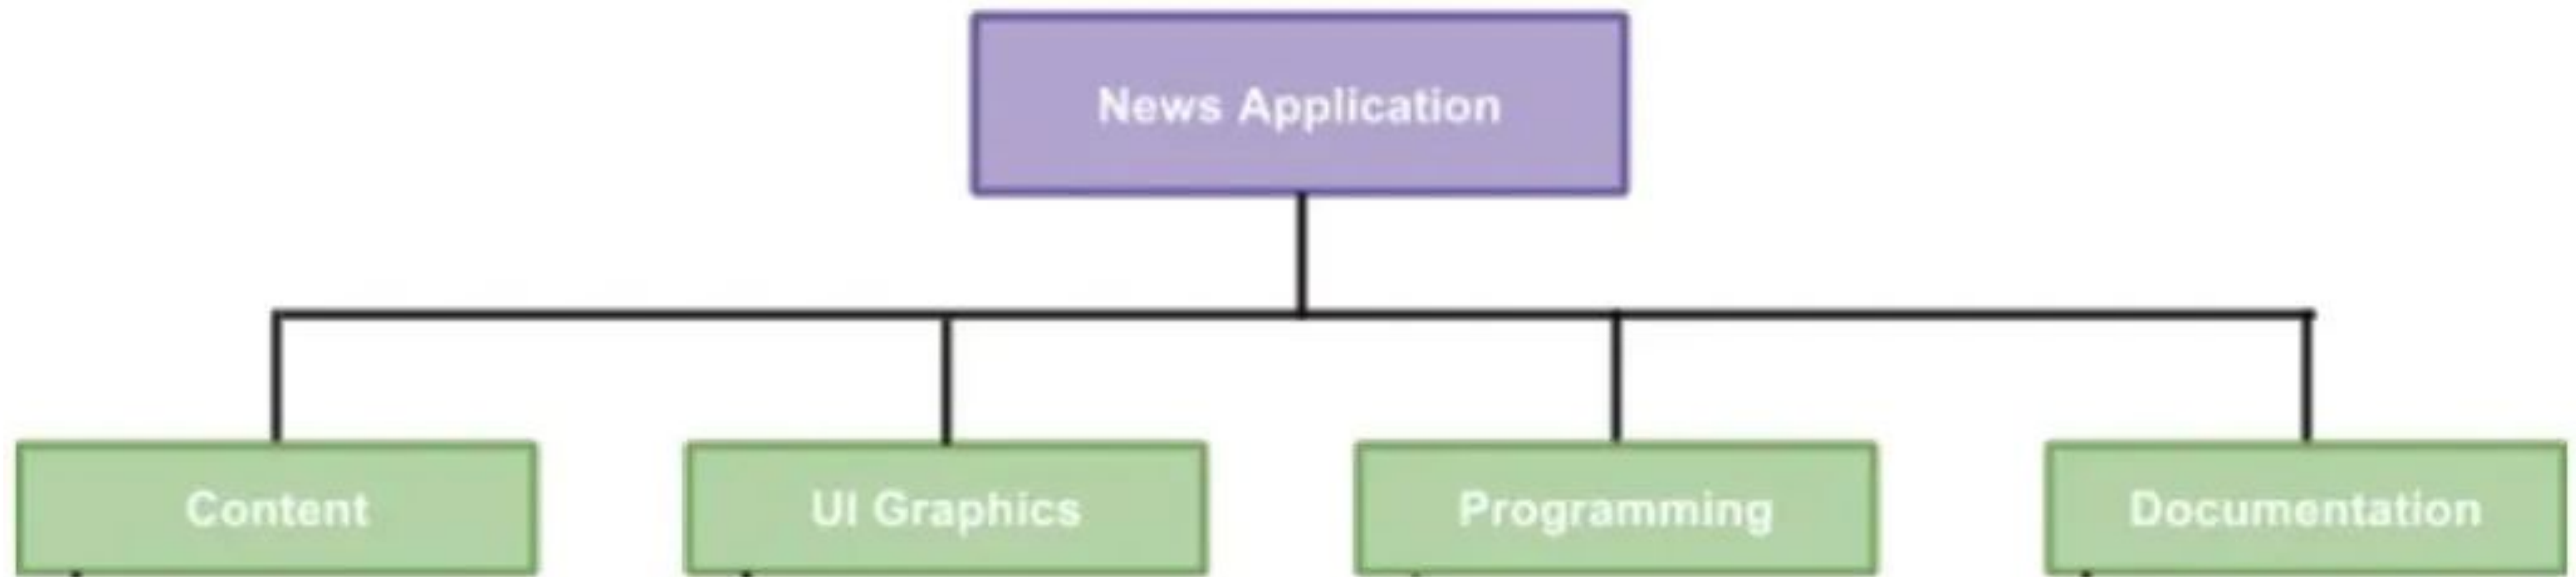 News Application
Content
UI Graphics
Programming
Documentation